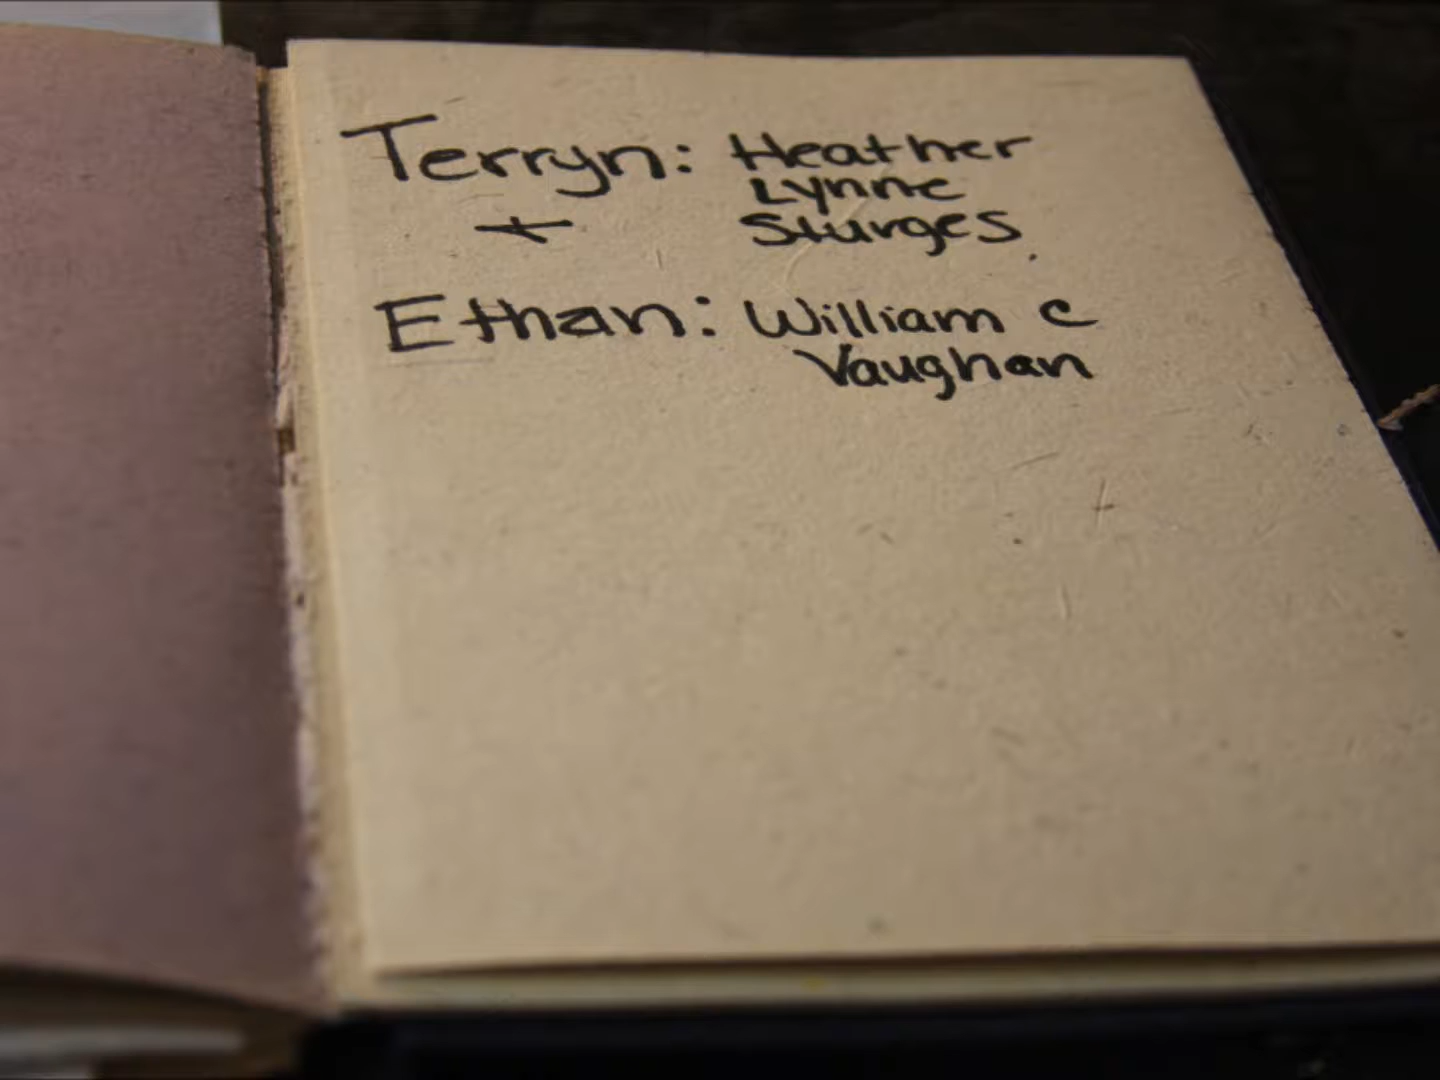 Terryn: Heather
Lynne
+ Sturges
Ethan: William C
Vaughan